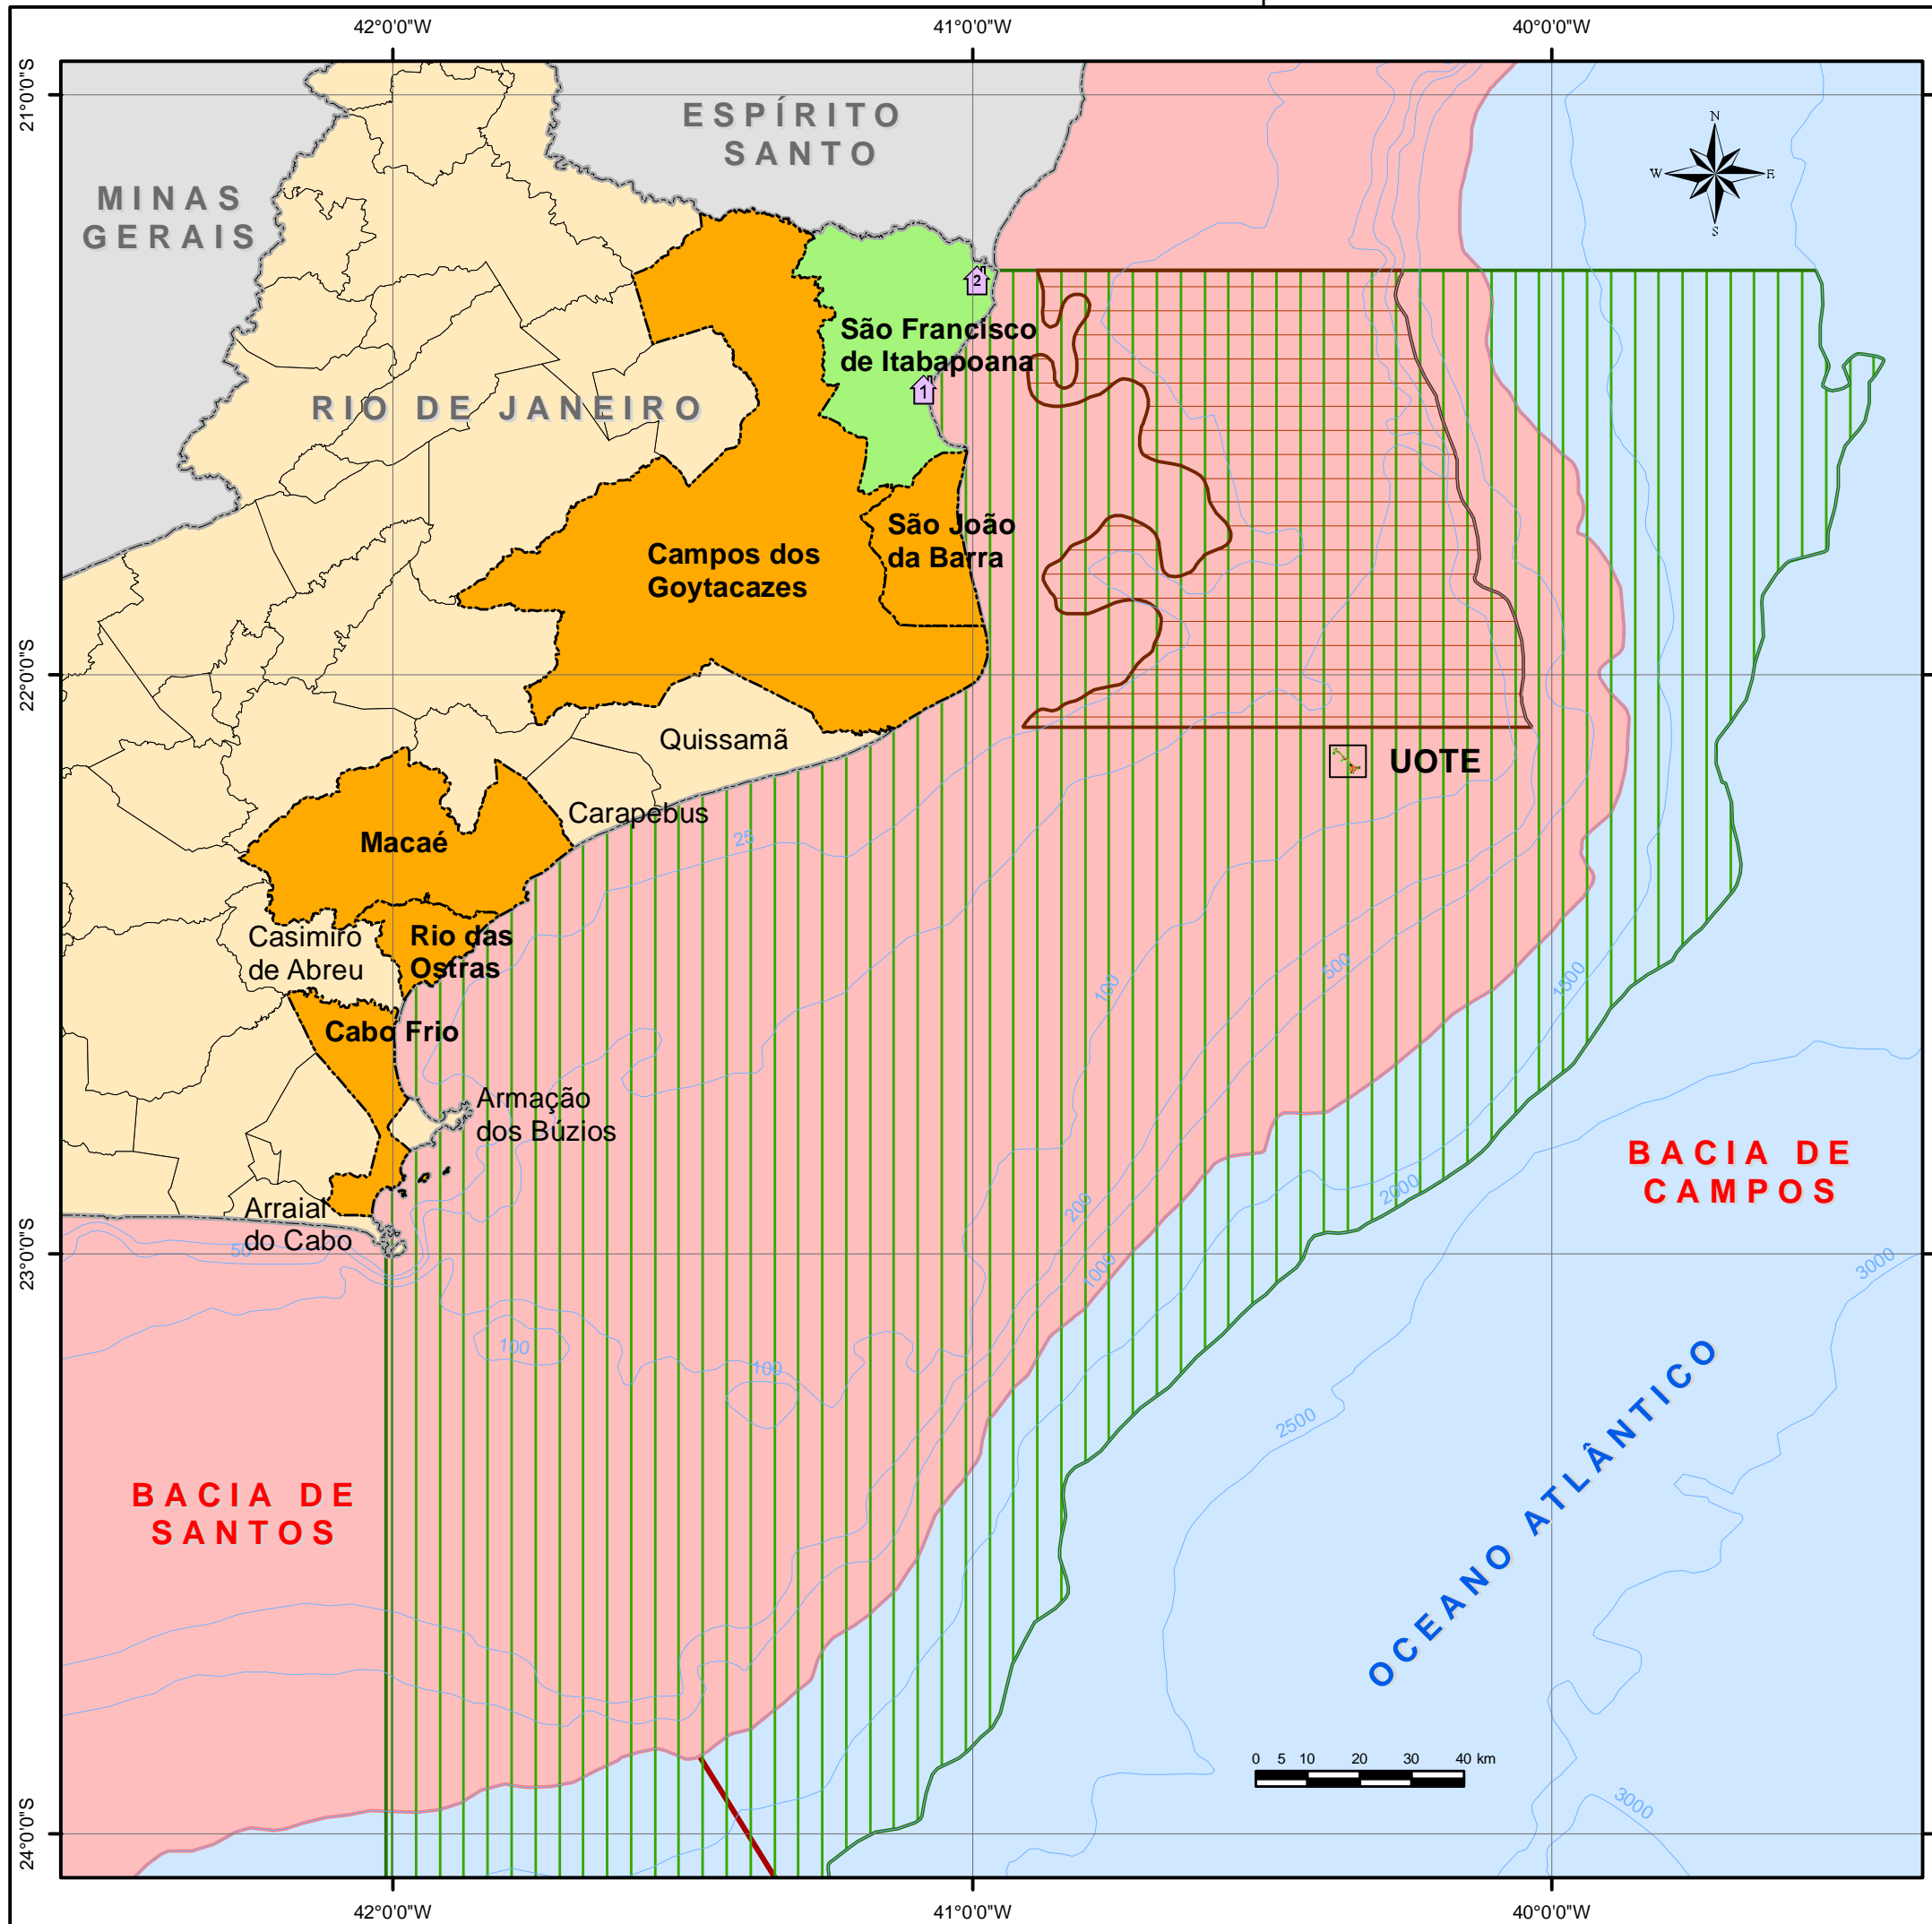 42°0'0"W
41°0'0"W
40°0'0"W
21°0'0"S
ESPÍRITO
SANTO
N
W
E
S
MINAS
GERAIS
2
São Francisco
de Itabapoana
1
RIO DE JANEIRO
São João
da Barra
Campos dos
Goytacazes
22°0'0"S
Quissamã
UOTE
Carapebus
25
Macaé
Casimiro
de Abreu
Rio das
Ostras
100
500
1500
Cabo Frio
Armação
dos Búzios
BACIA DE
CAMPOS
Arraial
do Cabo
50
200
2000
1000
3000
23°0'0"S
100
100
2500
BACIA DE
SANTOS
OCEANO ATLÂNTICO
0 5 10 20 30 40 km
3000
24°0'0"S
42°0'0"W
41°0'0"W
40°0'0"W